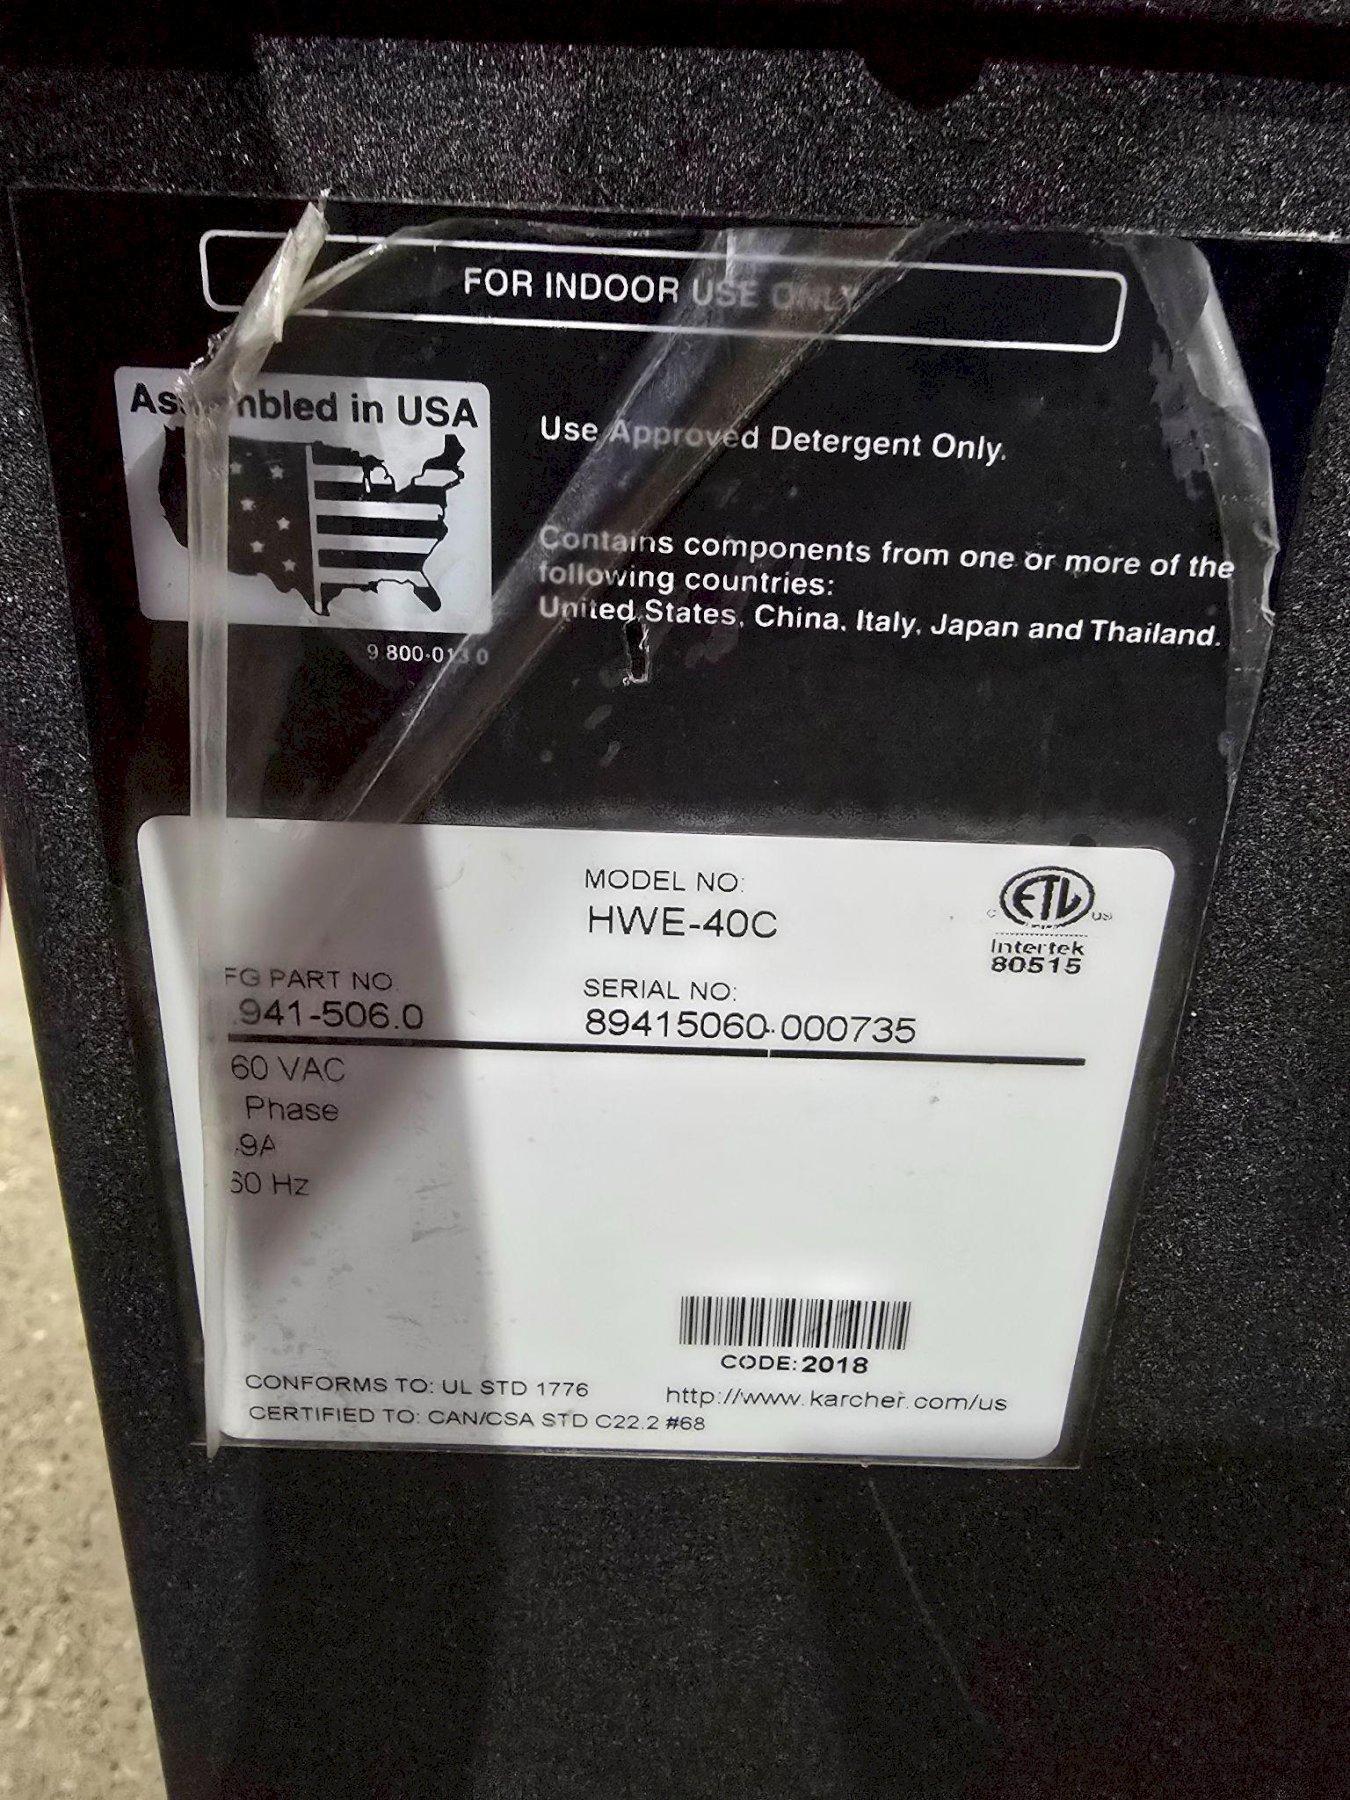 FOR INDOOR USE ONLY
Assembled in USA
Use Approved Detergent Only.
Contains components from one or more of the
following countries:
United States, China, Italy, Japan and Thailand.
9.800-013.0
MODEL NO:
HWE-40C
C ETL US
Intertek
80515
FG PART NO.
.941-506.0
SERIAL NO:
89415060-000735
60 VAC
Phase
.9A
60 Hz
CODE: 2018
CONFORMS TO: UL STD 1776
http://www.karcher.com/us
CERTIFIED TO: CAN/CSA STD C22.2 #68